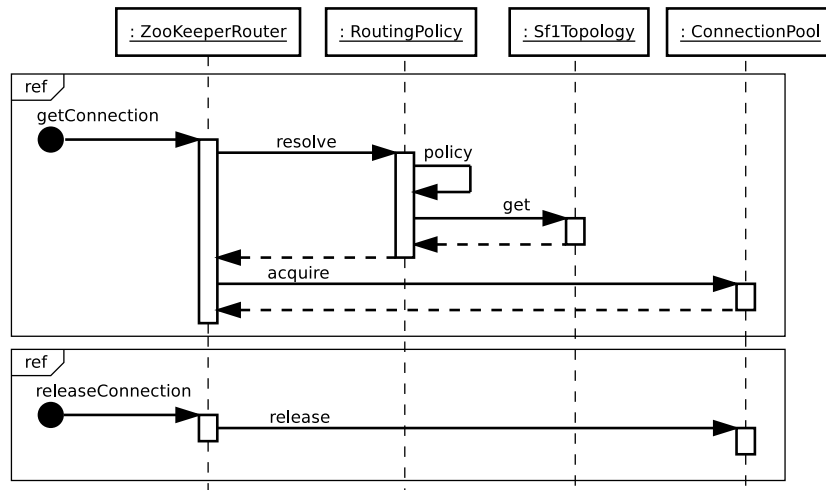 : ZooKeeperRouter
: RoutingPolicy
: Sf1Topology
: ConnectionPool
ref
getConnection
resolve
policy
get
acquire
ref
releaseConnection
release